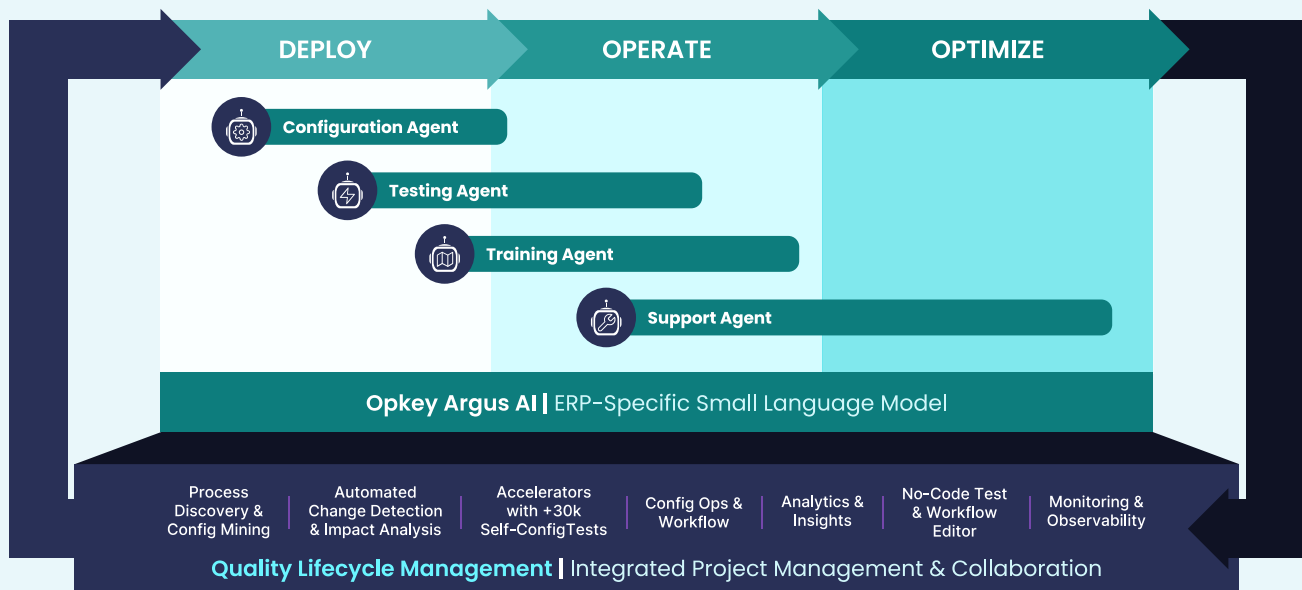 DEPLOY
OPERATE
OPTIMIZE
Configuration Agent
Testing Agent
Training Agent
Support Agent
Opkey Argus AI | ERP-Specific Small Language Model
Process
Discovery &
Config Mining
Automated
Change Detection
& Impact Analysis
Accelerators
with +30k
Self-ConfigTests
Config Ops &
Workflow
Analytics &
Insights
No-Code Test
& Workflow
Editor
Monitoring &
Observability
Quality Lifecycle Management | Integrated Project Management & Collaboration